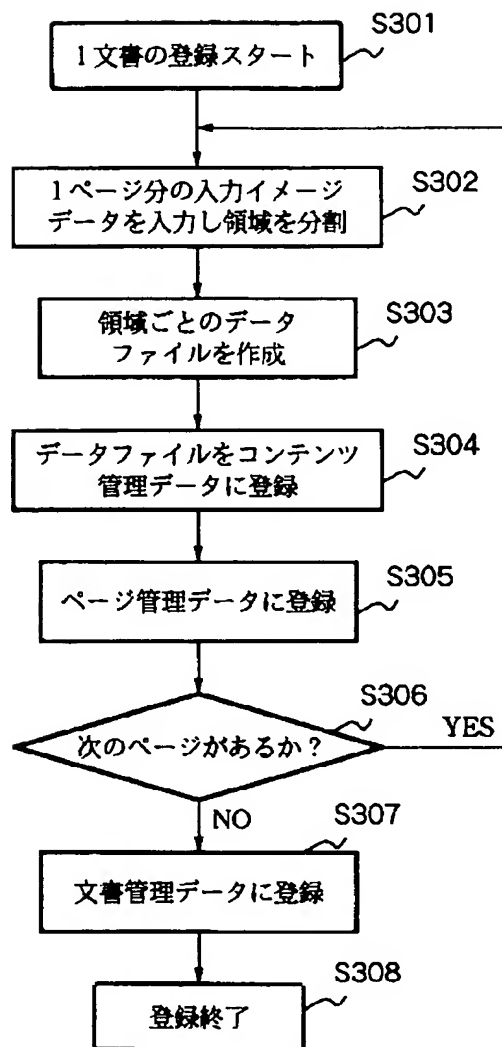 S301
1文書の登録スタート
S302
1ページ分の入力イメージ
データを入力し領域を分割
S303
領域ごとのデータ
ファイルを作成
S304
データファイルをコンテンツ
管理データに登録
S305
ページ管理データに登録
S306
次のページがあるか？
YES
NO
S307
文書管理データに登録
S308
登録終了